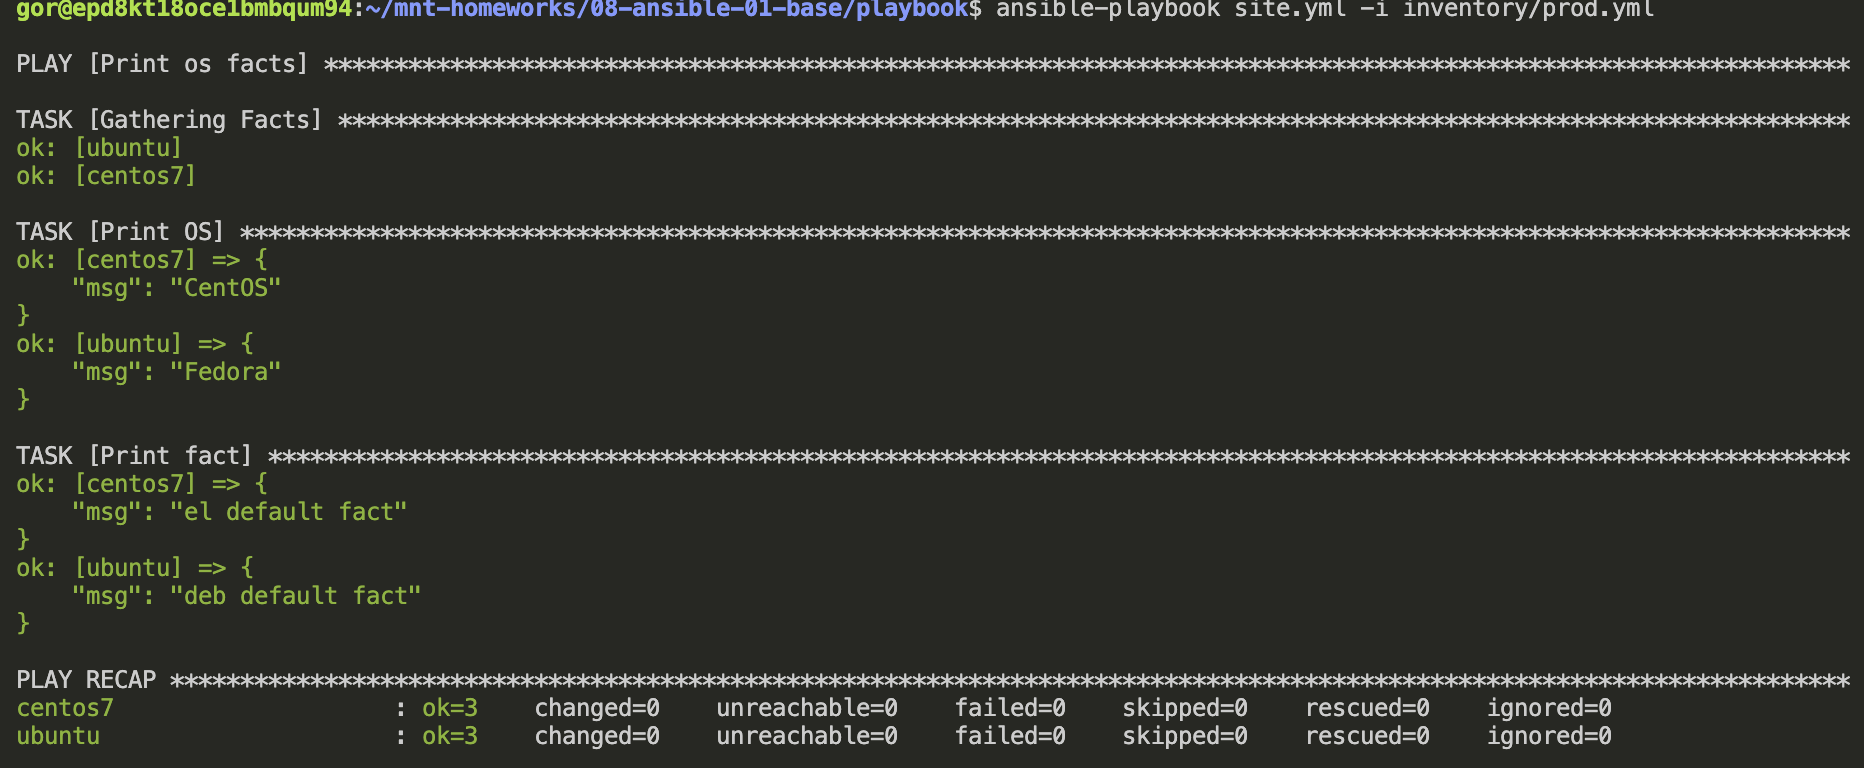 gor@epd8kt18oce1bmbqum94:~/mnt-homeworks/08-ansible-01-base/playbook$ ansible-playbook site.yml -i inventory/prod.yml
PLAY [Print os facts] *************************************************************************************************************
TASK [Gathering Facts] ************************************************************************************************************
ok: [ubuntu]
ok: [centos7]
TASK [Print OS] *******************************************************************************************************************
ok: [centos7] => {
    "msg": "CentOS"
}
ok: [ubuntu] => {
    "msg": "Fedora"
}
TASK [Print fact] *****************************************************************************************************************
ok: [centos7] => {
    "msg": "el default fact"
}
ok: [ubuntu] => {
    "msg": "deb default fact"
}
PLAY RECAP ************************************************************************************************************************
centos7                    : ok=3    changed=0    unreachable=0    failed=0    skipped=0    rescued=0    ignored=0
ubuntu                     : ok=3    changed=0    unreachable=0    failed=0    skipped=0    rescued=0    ignored=0